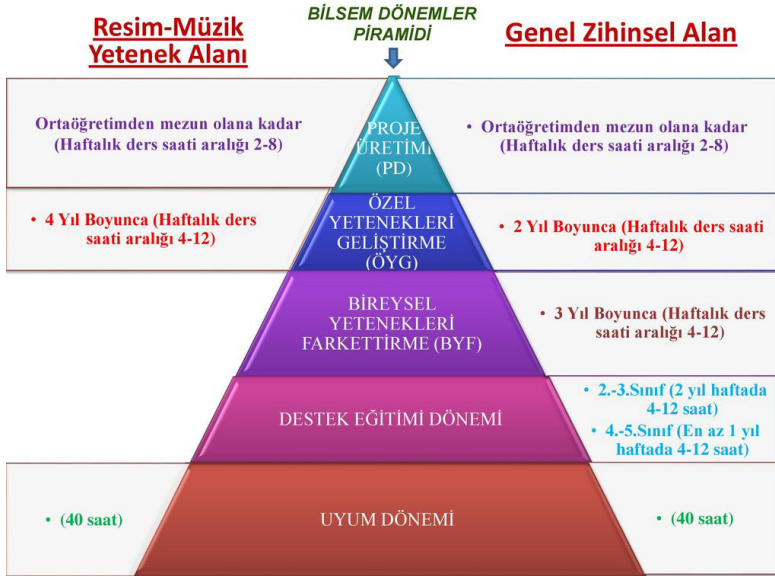 BİLSEM DÖNEMLER
PİRAMİDİ
Resim-Müzik
Yetenek Alanı
Genel Zihinsel Alan
Ortaöğretimden mezun olana kadar
(Haftalık ders saati aralığı 2-8)
PROJE
ÜRETİMİ
(PD)
• Ortaöğretimden mezun olana kadar
(Haftalık ders saati aralığı 2-8)
• 4 Yıl Boyunca (Haftalık ders
saati aralığı 4-12)
ÖZEL
YETENEKLERİ
GELİŞTİRME
(ÖYG)
• 2 Yıl Boyunca (Haftalık ders saati
aralığı 4-12)
BİREYSEL
YETENEKLERİ
FARKETTİRME (BYF)
• 3 Yıl Boyunca (Haftalık ders
saati aralığı 4-12)
DESTEK EĞİTİMİ DÖNEMİ
• 2.-3.Sınıf (2 yıl haftada
4-12 saat)
• 4.-5.Sınıf (En az 1 yıl
haftada 4-12 saat)
• (40 saat)
UYUM DÖNEMİ
• (40 saat)